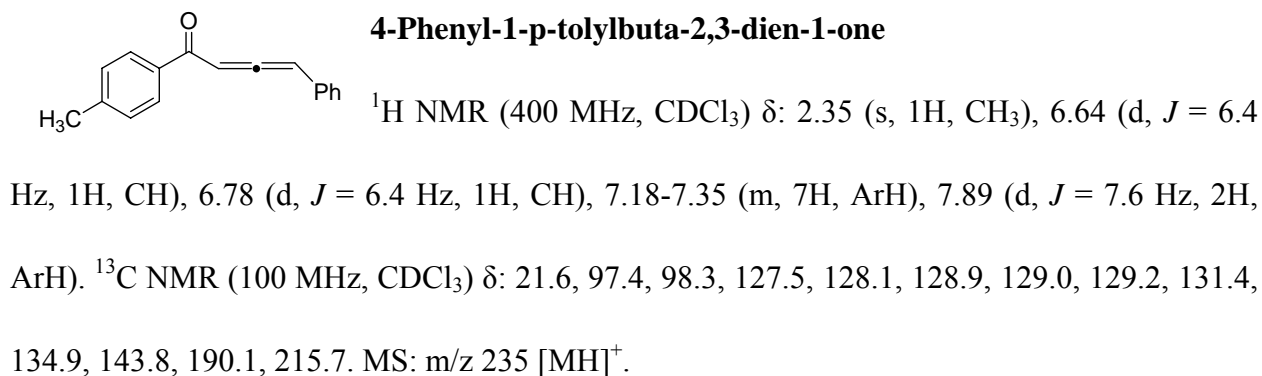 4-Phenyl-1-p-tolylbuta-2,3-dien-1-one
O
Ph
H₃C
¹H NMR (400 MHz, CDCl₃) δ: 2.35 (s, 1H, CH₃), 6.64 (d, J = 6.4
Hz, 1H, CH), 6.78 (d, J = 6.4 Hz, 1H, CH), 7.18-7.35 (m, 7H, ArH), 7.89 (d, J = 7.6 Hz, 2H,
ArH). ¹³C NMR (100 MHz, CDCl₃) δ: 21.6, 97.4, 98.3, 127.5, 128.1, 128.9, 129.0, 129.2, 131.4,
134.9, 143.8, 190.1, 215.7. MS: m/z 235 [MH]⁺.